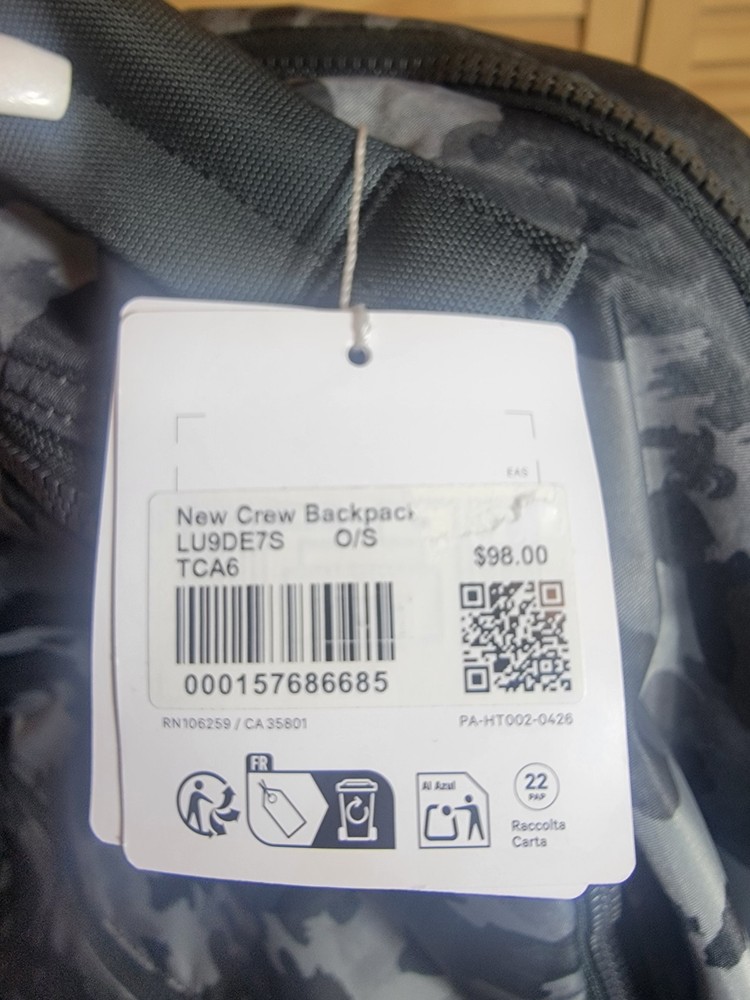 EAS
New Crew Backpack
LU9DE7S O/S
TCA6
$98.00
000157686685
RN106259 / CA 35801
PA-HT002-0426
FR
Al Azul
22
PAP
Raccolta
Carta